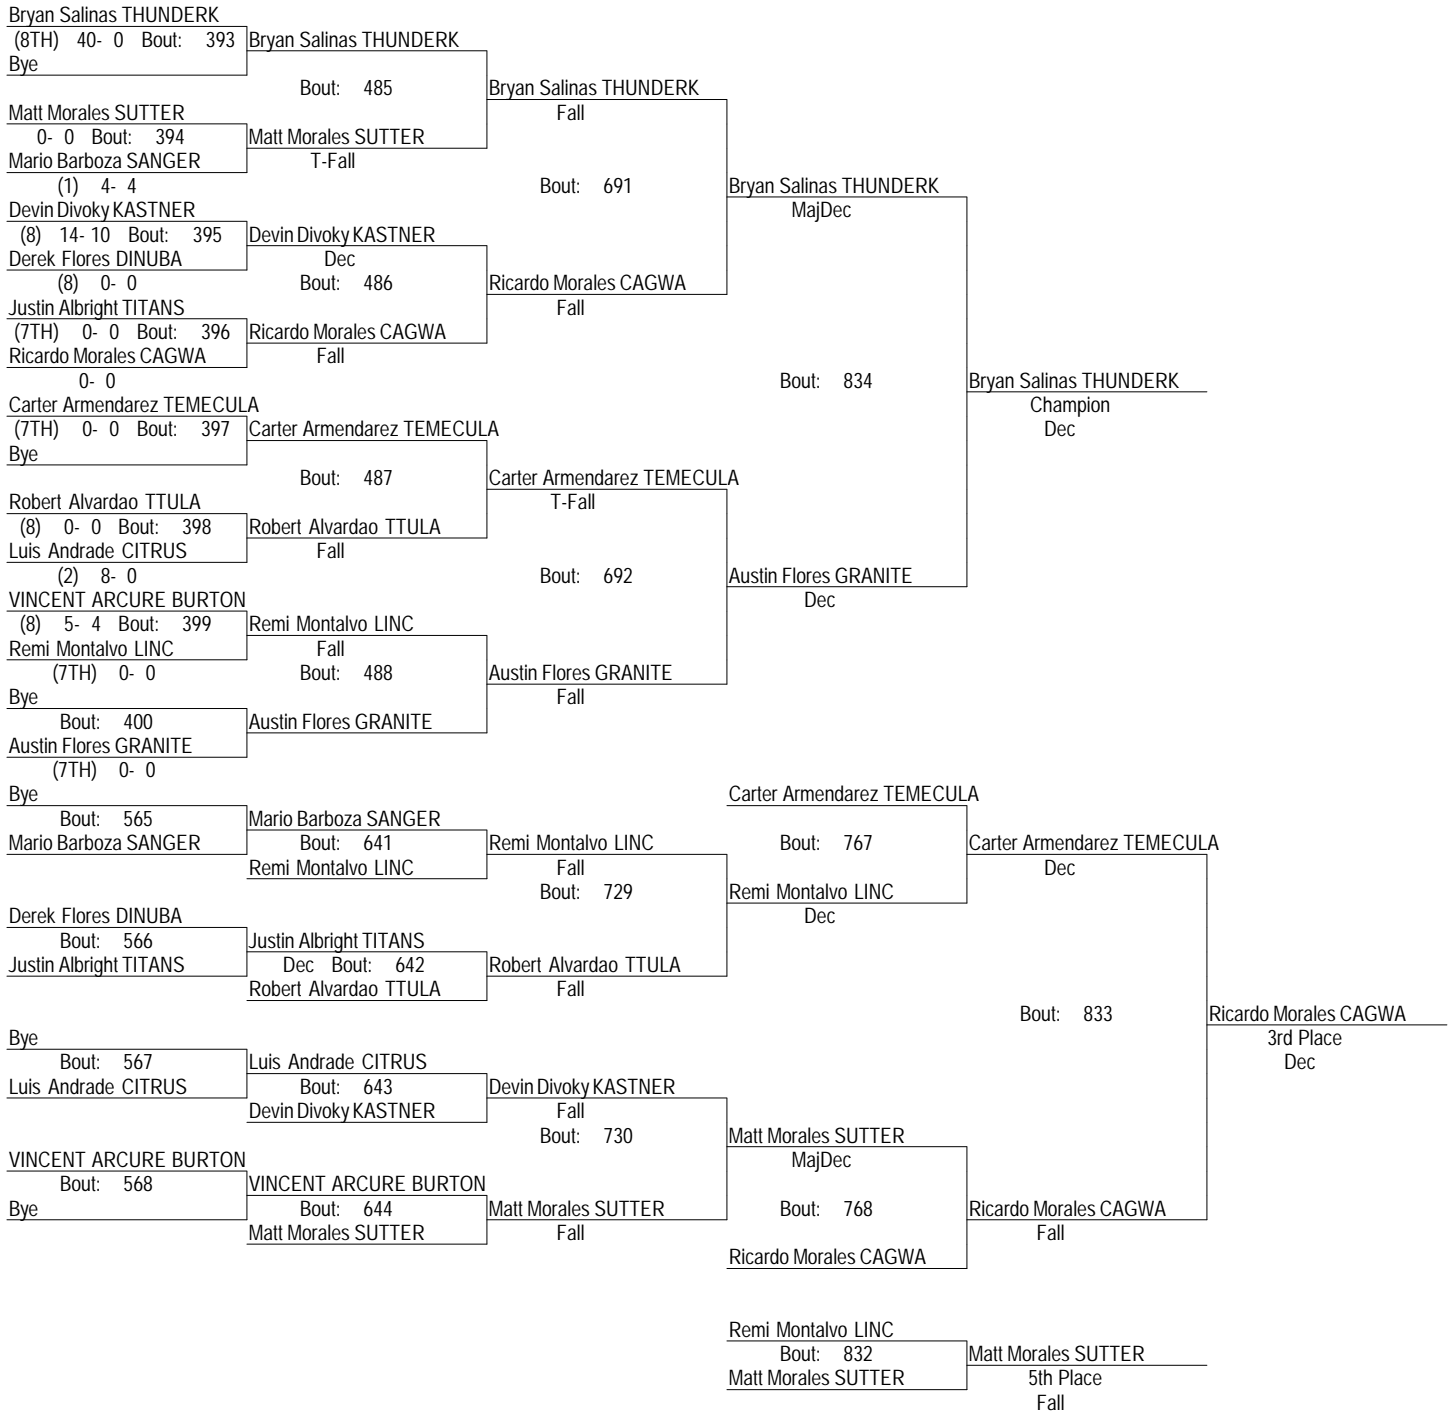 Bryan Salinas THUNDERK
(8TH) 40- 0 Bout: 393 Bryan Salinas THUNDERK
Bye
Bout: 485 Bryan Salinas THUNDERK
Matt Morales SUTTER Fall
0- 0 Bout: 394 Matt Morales SUTTER
Mario Barboza SANGER T-Fall
(1) 4- 4 Bout: 691 Bryan Salinas THUNDERK
Devin Divoky KASTNER MajDec
(8) 14- 10 Bout: 395 Devin Divoky KASTNER
Derek Flores DINUBA Dec
(8) 0- 0 Bout: 486 Ricardo Morales CAGWA
Justin Albright TITANS Fall
(7TH) 0- 0 Bout: 396 Ricardo Morales CAGWA
Ricardo Morales CAGWA Fall
0- 0 Bout: 834 Bryan Salinas THUNDERK
Carter Armendarez TEMECULA Champion
(7TH) 0- 0 Bout: 397 Carter Armendarez TEMECULA Dec
Bye
Bout: 487 Carter Armendarez TEMECULA
Robert Alvardao TTULA T-Fall
(8) 0- 0 Bout: 398 Robert Alvardao TTULA
Luis Andrade CITRUS Fall
(2) 8- 0 Bout: 692 Austin Flores GRANITE
VINCENT ARCURE BURTON Dec
(8) 5- 4 Bout: 399 Remi Montalvo LINC
Remi Montalvo LINC Fall
(7TH) 0- 0 Bout: 488 Austin Flores GRANITE
Bye Fall
Bout: 400 Austin Flores GRANITE
Austin Flores GRANITE
(7TH) 0- 0
Bye Carter Armendarez TEMECULA
Bout: 565 Mario Barboza SANGER
Mario Barboza SANGER Bout: 641 Remi Montalvo LINC Bout: 767 Carter Armendarez TEMECULA
Remi Montalvo LINC Fall Dec
Bout: 729 Remi Montalvo LINC
Derek Flores DINUBA Dec
Bout: 566 Justin Albright TITANS
Justin Albright TITANS Dec Bout: 642 Robert Alvardao TTULA
Robert Alvardao TTULA Fall
Bout: 833 Ricardo Morales CAGWA
Bye 3rd Place
Bout: 567 Luis Andrade CITRUS Dec
Luis Andrade CITRUS Bout: 643 Devin Divoky KASTNER
Devin Divoky KASTNER Fall
Bout: 730 Matt Morales SUTTER
VINCENT ARCURE BURTON MajDec
Bout: 568 VINCENT ARCURE BURTON
Bye Bout: 644 Matt Morales SUTTER Bout: 768 Ricardo Morales CAGWA
Matt Morales SUTTER Fall Fall
Ricardo Morales CAGWA
Remi Montalvo LINC
Bout: 832 Matt Morales SUTTER
Matt Morales SUTTER 5th Place
Fall